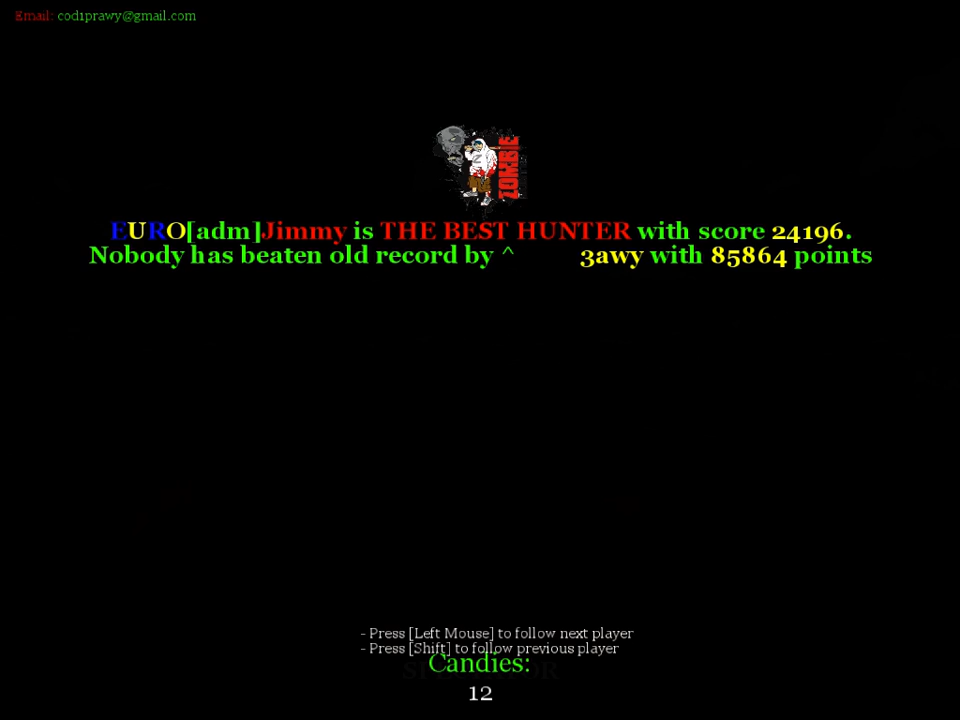 Email: cod1prawy@gmail.com
ZOMBIE
EURO[adm]Jimmy is THE BEST HUNTER with score 24196.
Nobody has beaten old record by ^ 3awy with 85864 points
- Press [Left Mouse] to follow next player
- Press [Shift] to follow previous player
Candies:
12